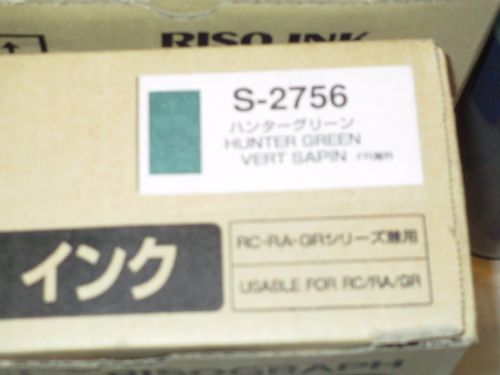 RISO INK
S-2756
ハンターグリーン
HUNTER GREEN
VERT SAPIN
インク
RC-RA-GRシリーズ兼用
USABLE FOR RC/RA/GR
RISOGRAPH